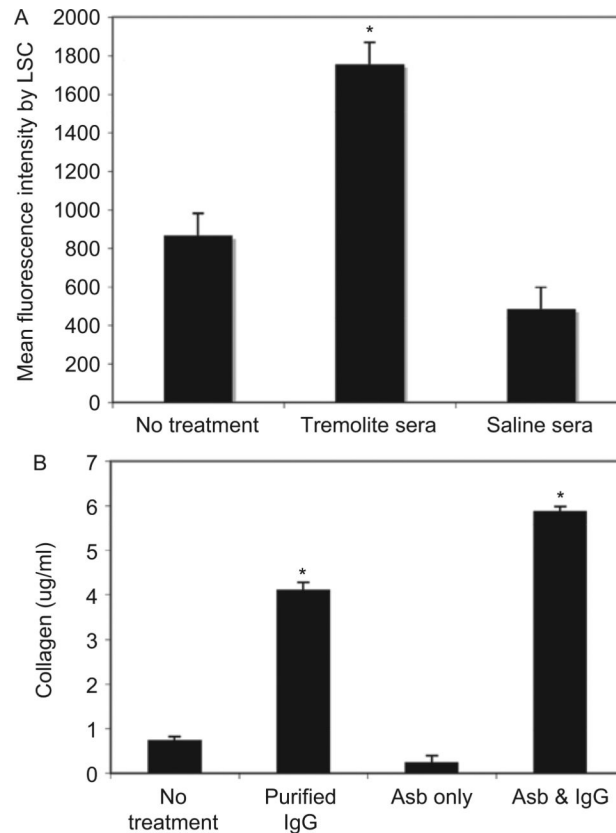 A
Mean fluorescence intensity by LSC
2000
1800
1600
1400
1200
1000
800
600
400
200
0
*
No treatment
Tremolite sera
Saline sera
B
Collagen (ug/ml)
7
6
5
4
3
2
1
0
*
*
No
treatment
Purified
IgG
Asb only
Asb & IgG